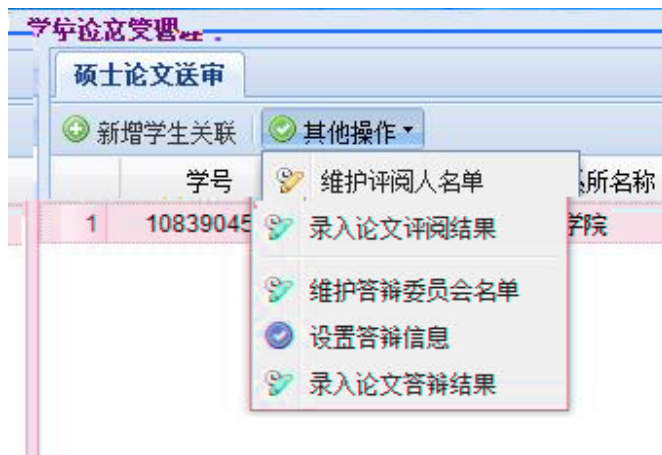 学位论文管理
硕士论文送审
新增学生关联 其他操作
学号 所名称
维护评阅人名单
1 10839045 学院
录入论文评阅结果
维护答辩委员会名单
设置答辩信息
录入论文答辩结果